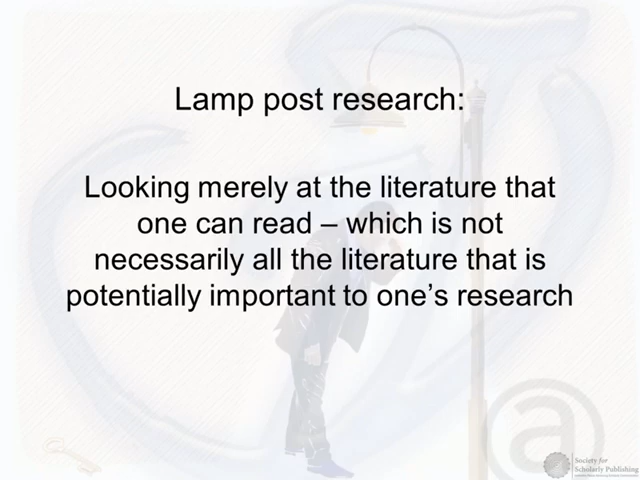 Lamp post research:
Looking merely at the literature that
one can read – which is not
necessarily all the literature that is
potentially important to one's research
@
Society for
Scholarly Publishing